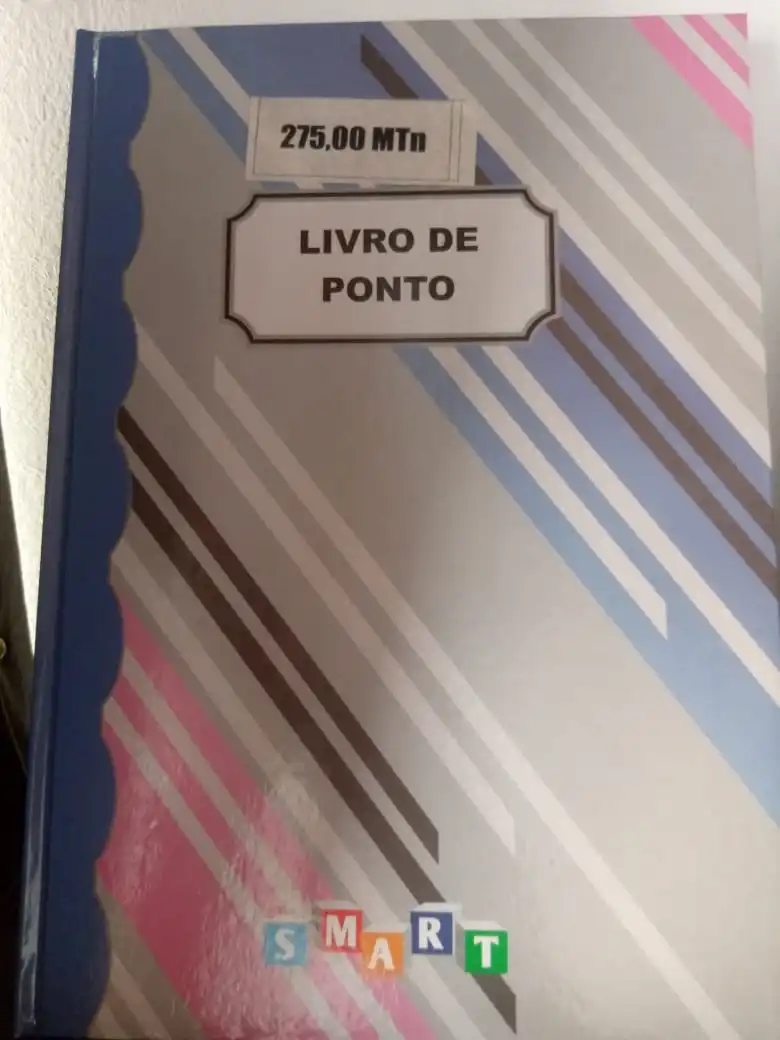 275,00 MTn
LIVRO DE
PONTO
SMART